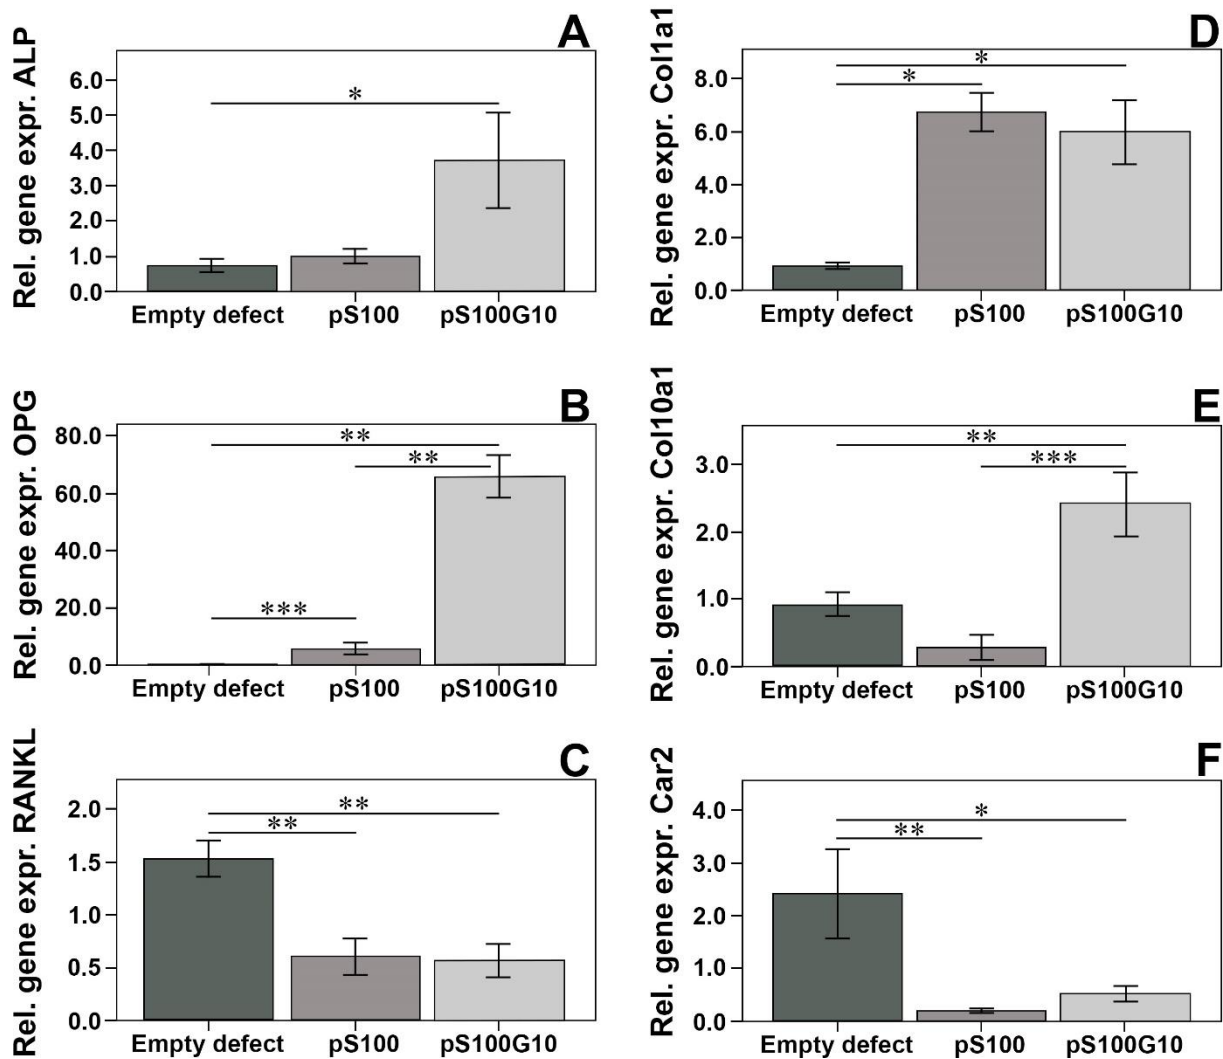 A
Rel. gene expr. ALP
6.0
5.0
4.0
3.0
2.0
1.0
0.0
*
Empty defect pS100 pS100G10
D
Rel. gene expr. Col1a1
8.0
6.0
4.0
2.0
0.0
*
*
Empty defect pS100 pS100G10
B
Rel. gene expr. OPG
80.0
60.0
40.0
20.0
0.0
**
**
***
Empty defect pS100 pS100G10
E
Rel. gene expr. Col10a1
3.0
2.0
1.0
0.0
**
***
Empty defect pS100 pS100G10
C
Rel. gene expr. RANKL
2.0
1.5
1.0
0.5
0.0
**
**
Empty defect pS100 pS100G10
F
Rel. gene expr. Car2
4.0
3.0
2.0
1.0
0.0
*
**
Empty defect pS100 pS100G10